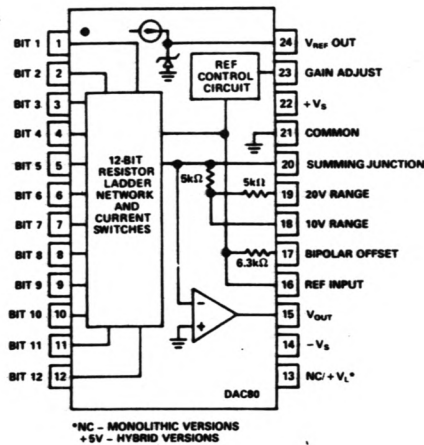 BIT 1 1
BIT 2 2
BIT 3 3
BIT 4 4
BIT 5 5
BIT 6 6
BIT 7 7
BIT 8 8
BIT 9 9
BIT 10 10
BIT 11 11
BIT 12 12
12-BIT
RESISTOR
LADDER
NETWORK
AND
CURRENT
SWITCHES
REF
CONTROL
CIRCUIT
5kΩ
5kΩ
6.3kΩ
−
+
DAC80
24 VREF OUT
23 GAIN ADJUST
22 +VS
21 COMMON
20 SUMMING JUNCTION
19 20V RANGE
18 10V RANGE
17 BIPOLAR OFFSET
16 REF INPUT
15 VOUT
14 −VS
13 NC/+VL*
*NC – MONOLITHIC VERSIONS
+5V – HYBRID VERSIONS